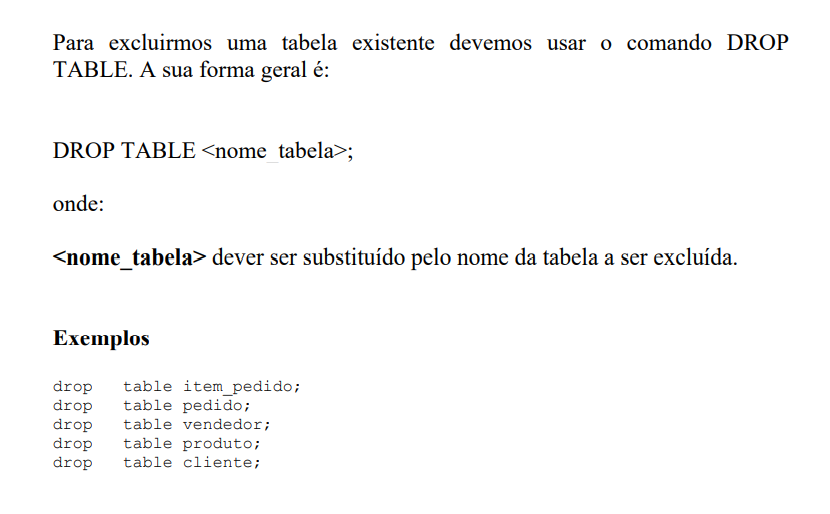 Para excluirmos uma tabela existente devemos usar o comando DROP
TABLE. A sua forma geral é:
DROP TABLE <nome_tabela>;
onde:
<nome_tabela> dever ser substituído pelo nome da tabela a ser excluída.
Exemplos
drop   table item_pedido;
drop   table pedido;
drop   table vendedor;
drop   table produto;
drop   table cliente;